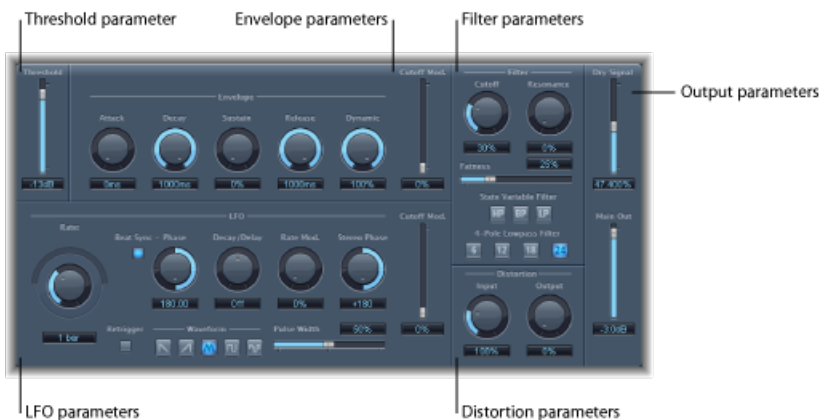 Threshold parameter
Envelope parameters
Filter parameters
Output parameters
Threshold
Envelope
Attack
Decay
Sustain
Release
Dynamic
Cutoff Mod.
Filter
Cutoff
Resonance
Dry Signal
-13dB
0ms
1000ms
0%
1000ms
100%
0%
30%
0%
25%
Fatness
47.400%
State Variable Filter
HP
BP
LP
4-Pole Lowpass Filter
6
12
18
24
Main Out
LFO
Rate
Beat Sync - Phase
Decay/Delay
Rate Mod.
Stereo Phase
Cutoff Mod.
180.00
Off
0%
+180
1 bar
Retrigger
Waveform
Pulse Width
50%
0%
Distortion
Input
Output
100%
0%
-3.0dB
LFO parameters
Distortion parameters